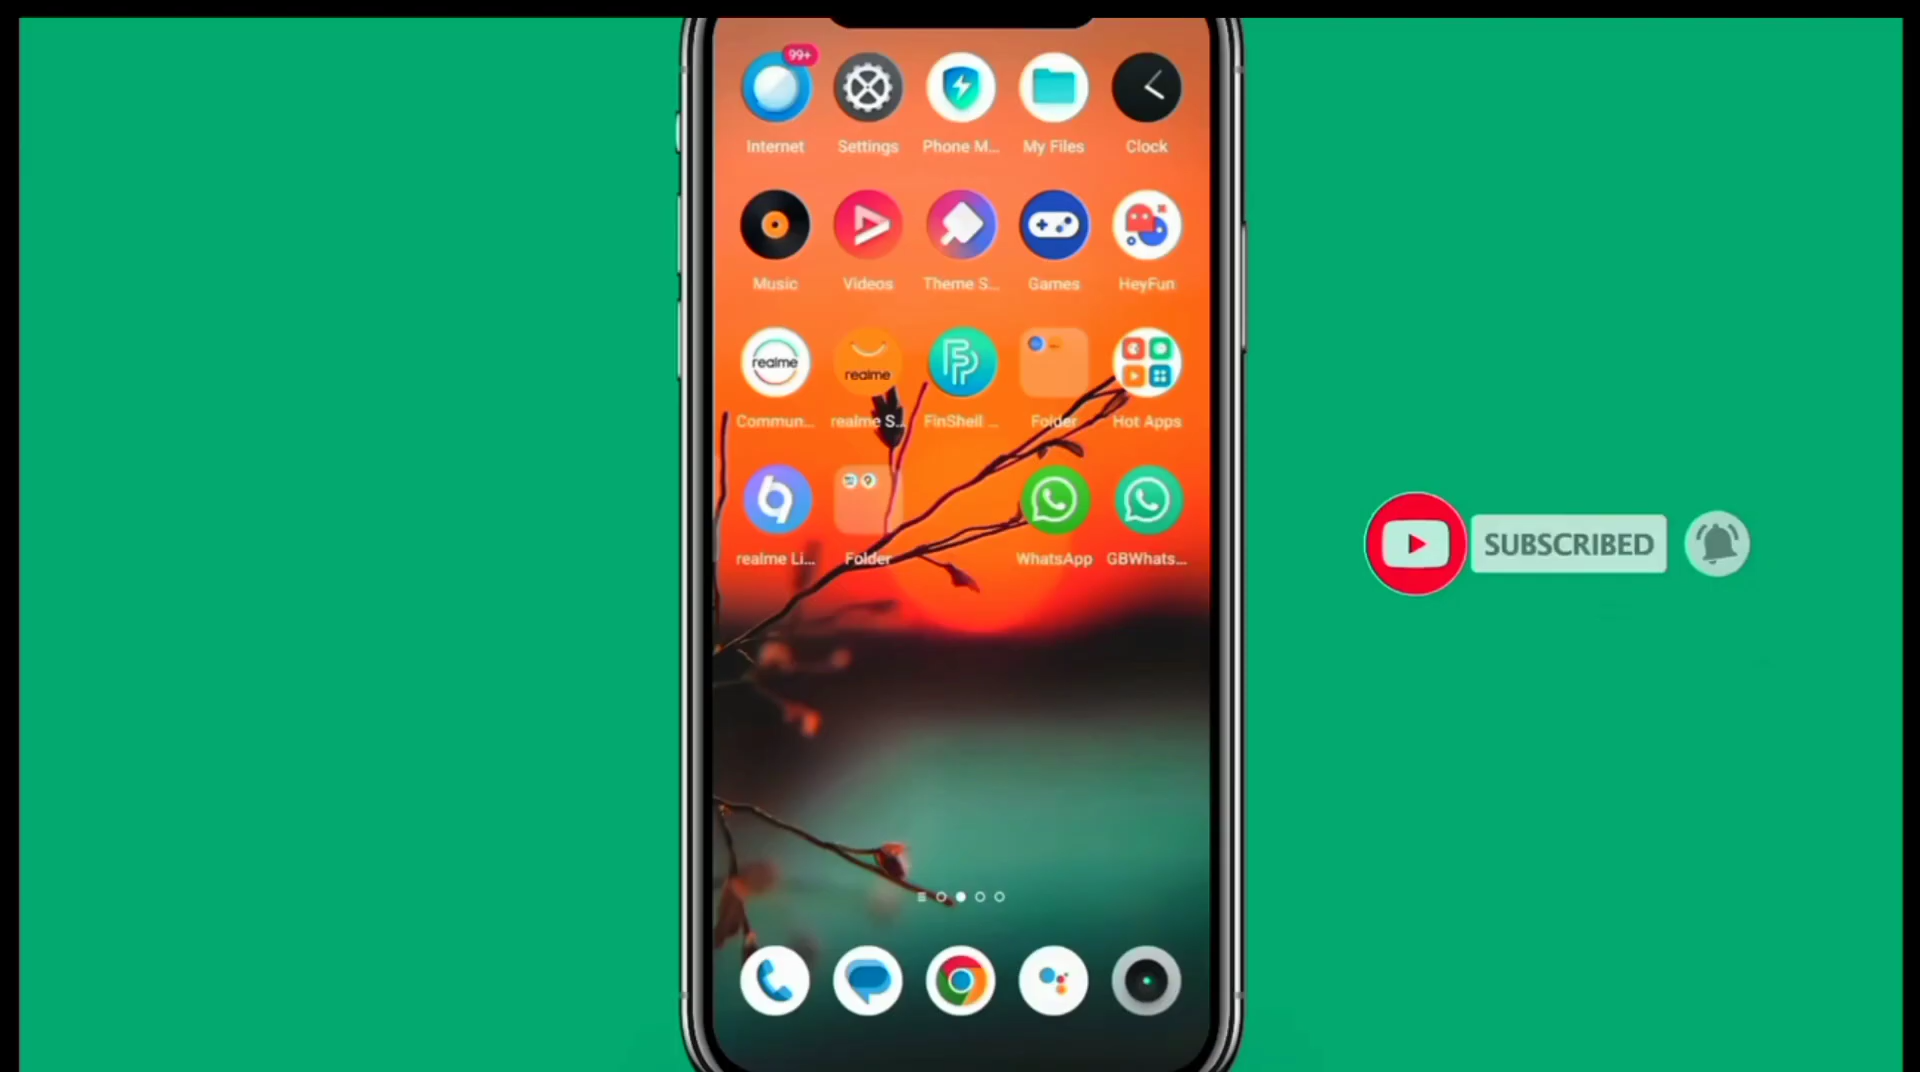 99+
Internet Settings Phone M... My Files Clock
Music Videos Theme S... Games HeyFun
realme realme
Commun... realme S... FinShell ... Folder Hot Apps
realme Li... Folder WhatsApp GBWhats...
SUBSCRIBED